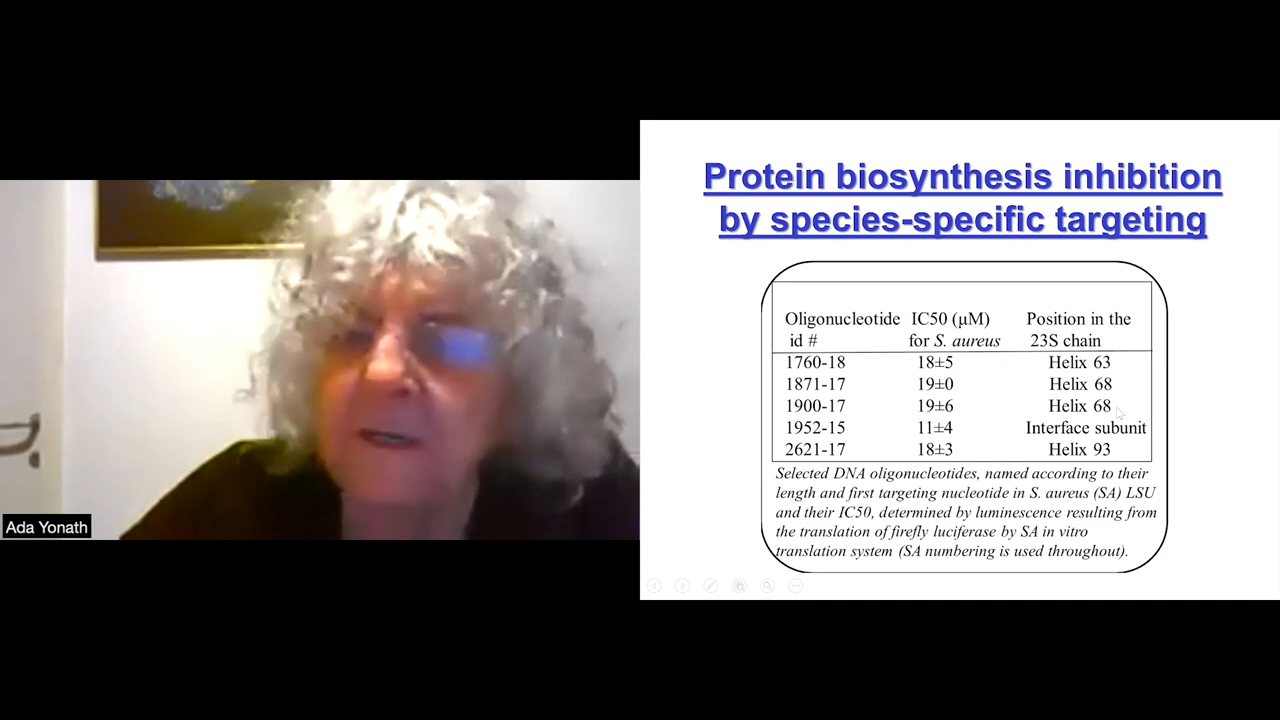 Ada Yonath
Protein biosynthesis inhibition
by species-specific targeting
Oligonucleotide IC50 (μM) Position in the
id # for S. aureus 23S chain
1760-18 18±5 Helix 63
1871-17 19±0 Helix 68
1900-17 19±6 Helix 68
1952-15 11±4 Interface subunit
2621-17 18±3 Helix 93
Selected DNA oligonucleotides, named according to their
length and first targeting nucleotide in S. aureus (SA) LSU
and their IC50, determined by luminescence resulting from
the translation of firefly luciferase by SA in vitro
translation system (SA numbering is used throughout).